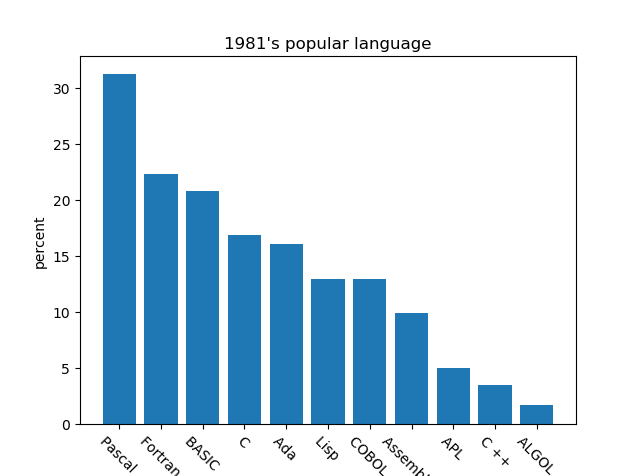 1981's popular language
percent
30
25
20
15
10
5
0
Pascal
Fortran
BASIC
C
Ada
Lisp
COBOL
Assembl
APL
C ++
ALGOL